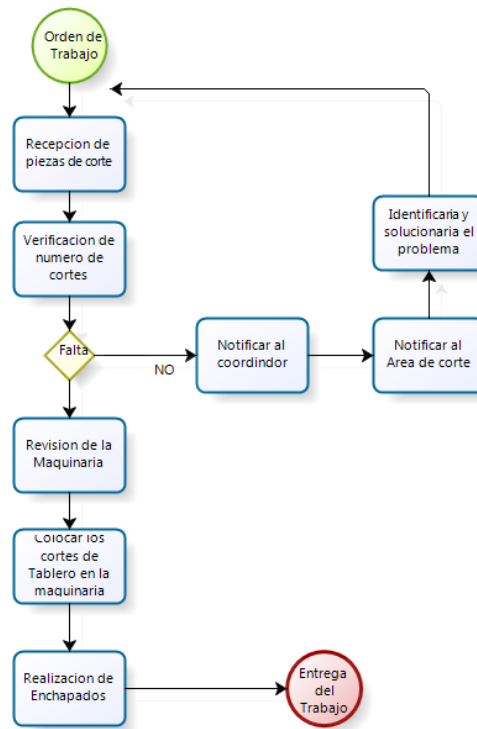 Orden de
Trabajo
Recepcion de
piezas de corte
Verificacion de
numero de
cortes
Falta
NO
Notificar al
coordindor
Notificar al
Area de corte
Identificaria y
solucionaria el
problema
Revision de la
Maquinaria
Colocar los
cortes de
Tablero en la
maquinaria
Realizacion de
Enchapados
Entrega
del
Trabajo